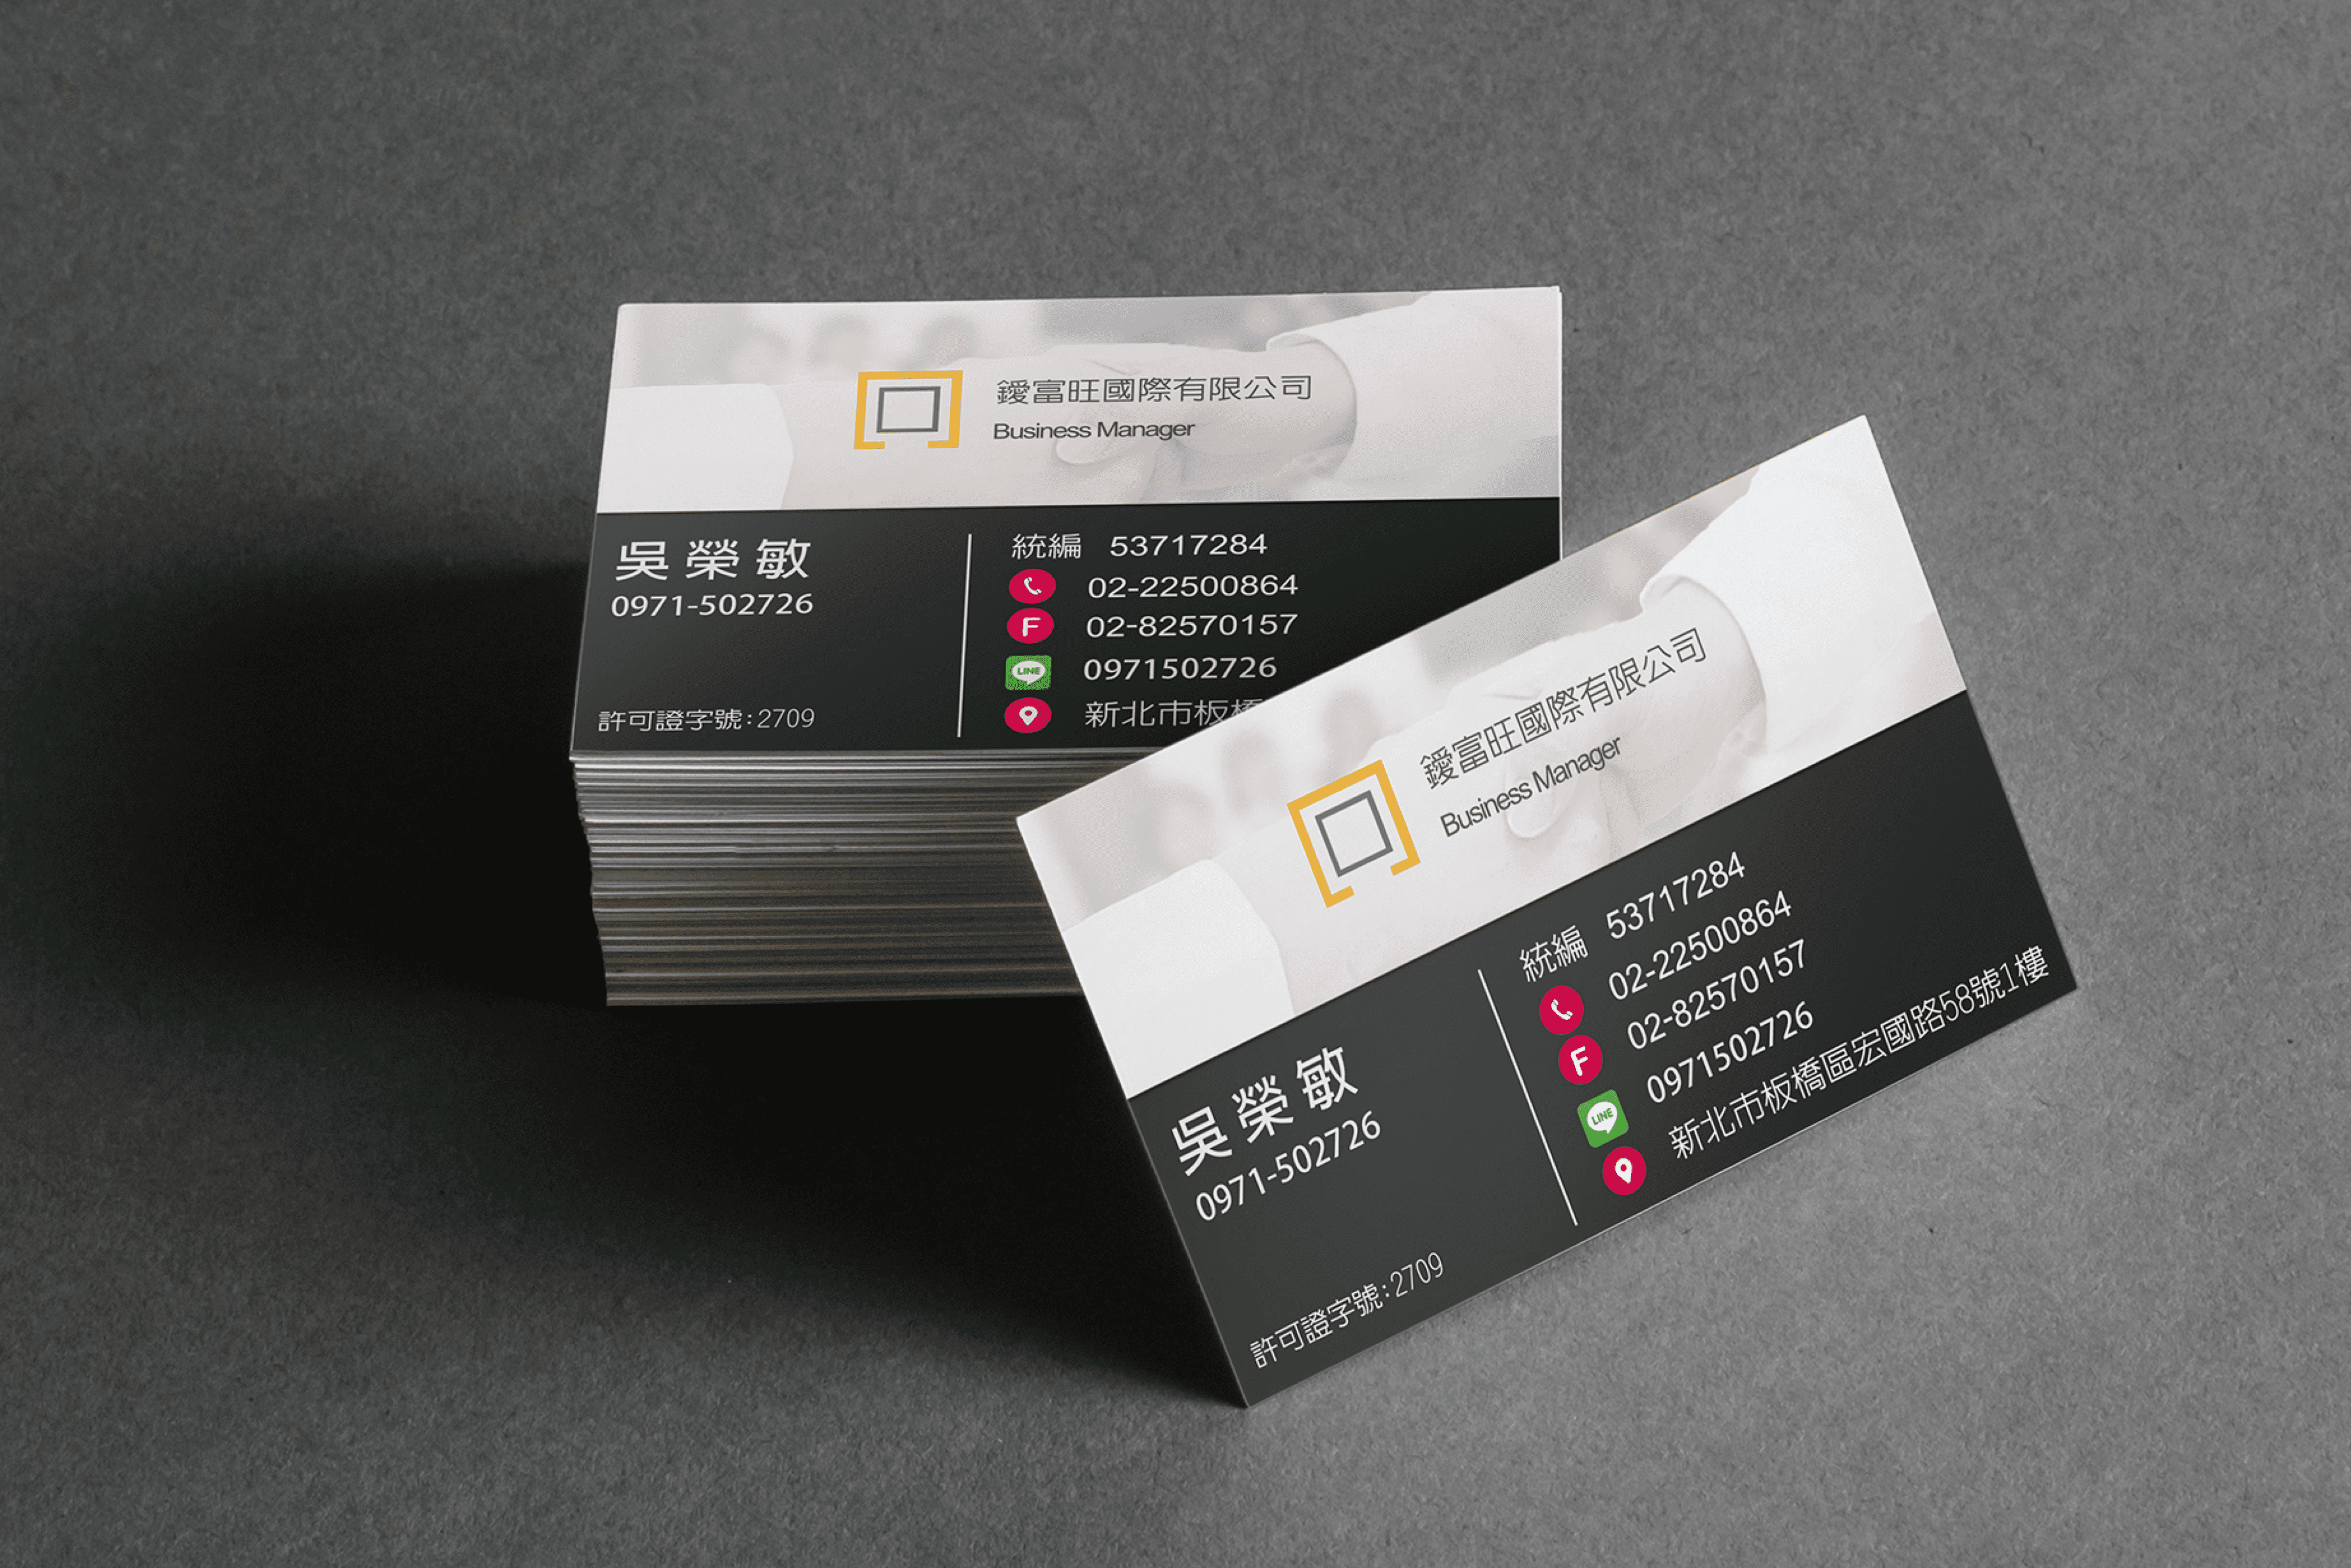 鑀富旺國際有限公司
Business Manager
吳榮敏
0971-502726
許可證字號:2709
統編 53717284
02-22500864
F 02-82570157
LINE 0971502726
新北市板橋
鑀富旺國際有限公司
Business Manager
吳榮敏
0971-502726
許可證字號:2709
統編 53717284
02-22500864
F 02-82570157
LINE 0971502726
新北市板橋區宏國路58號1樓